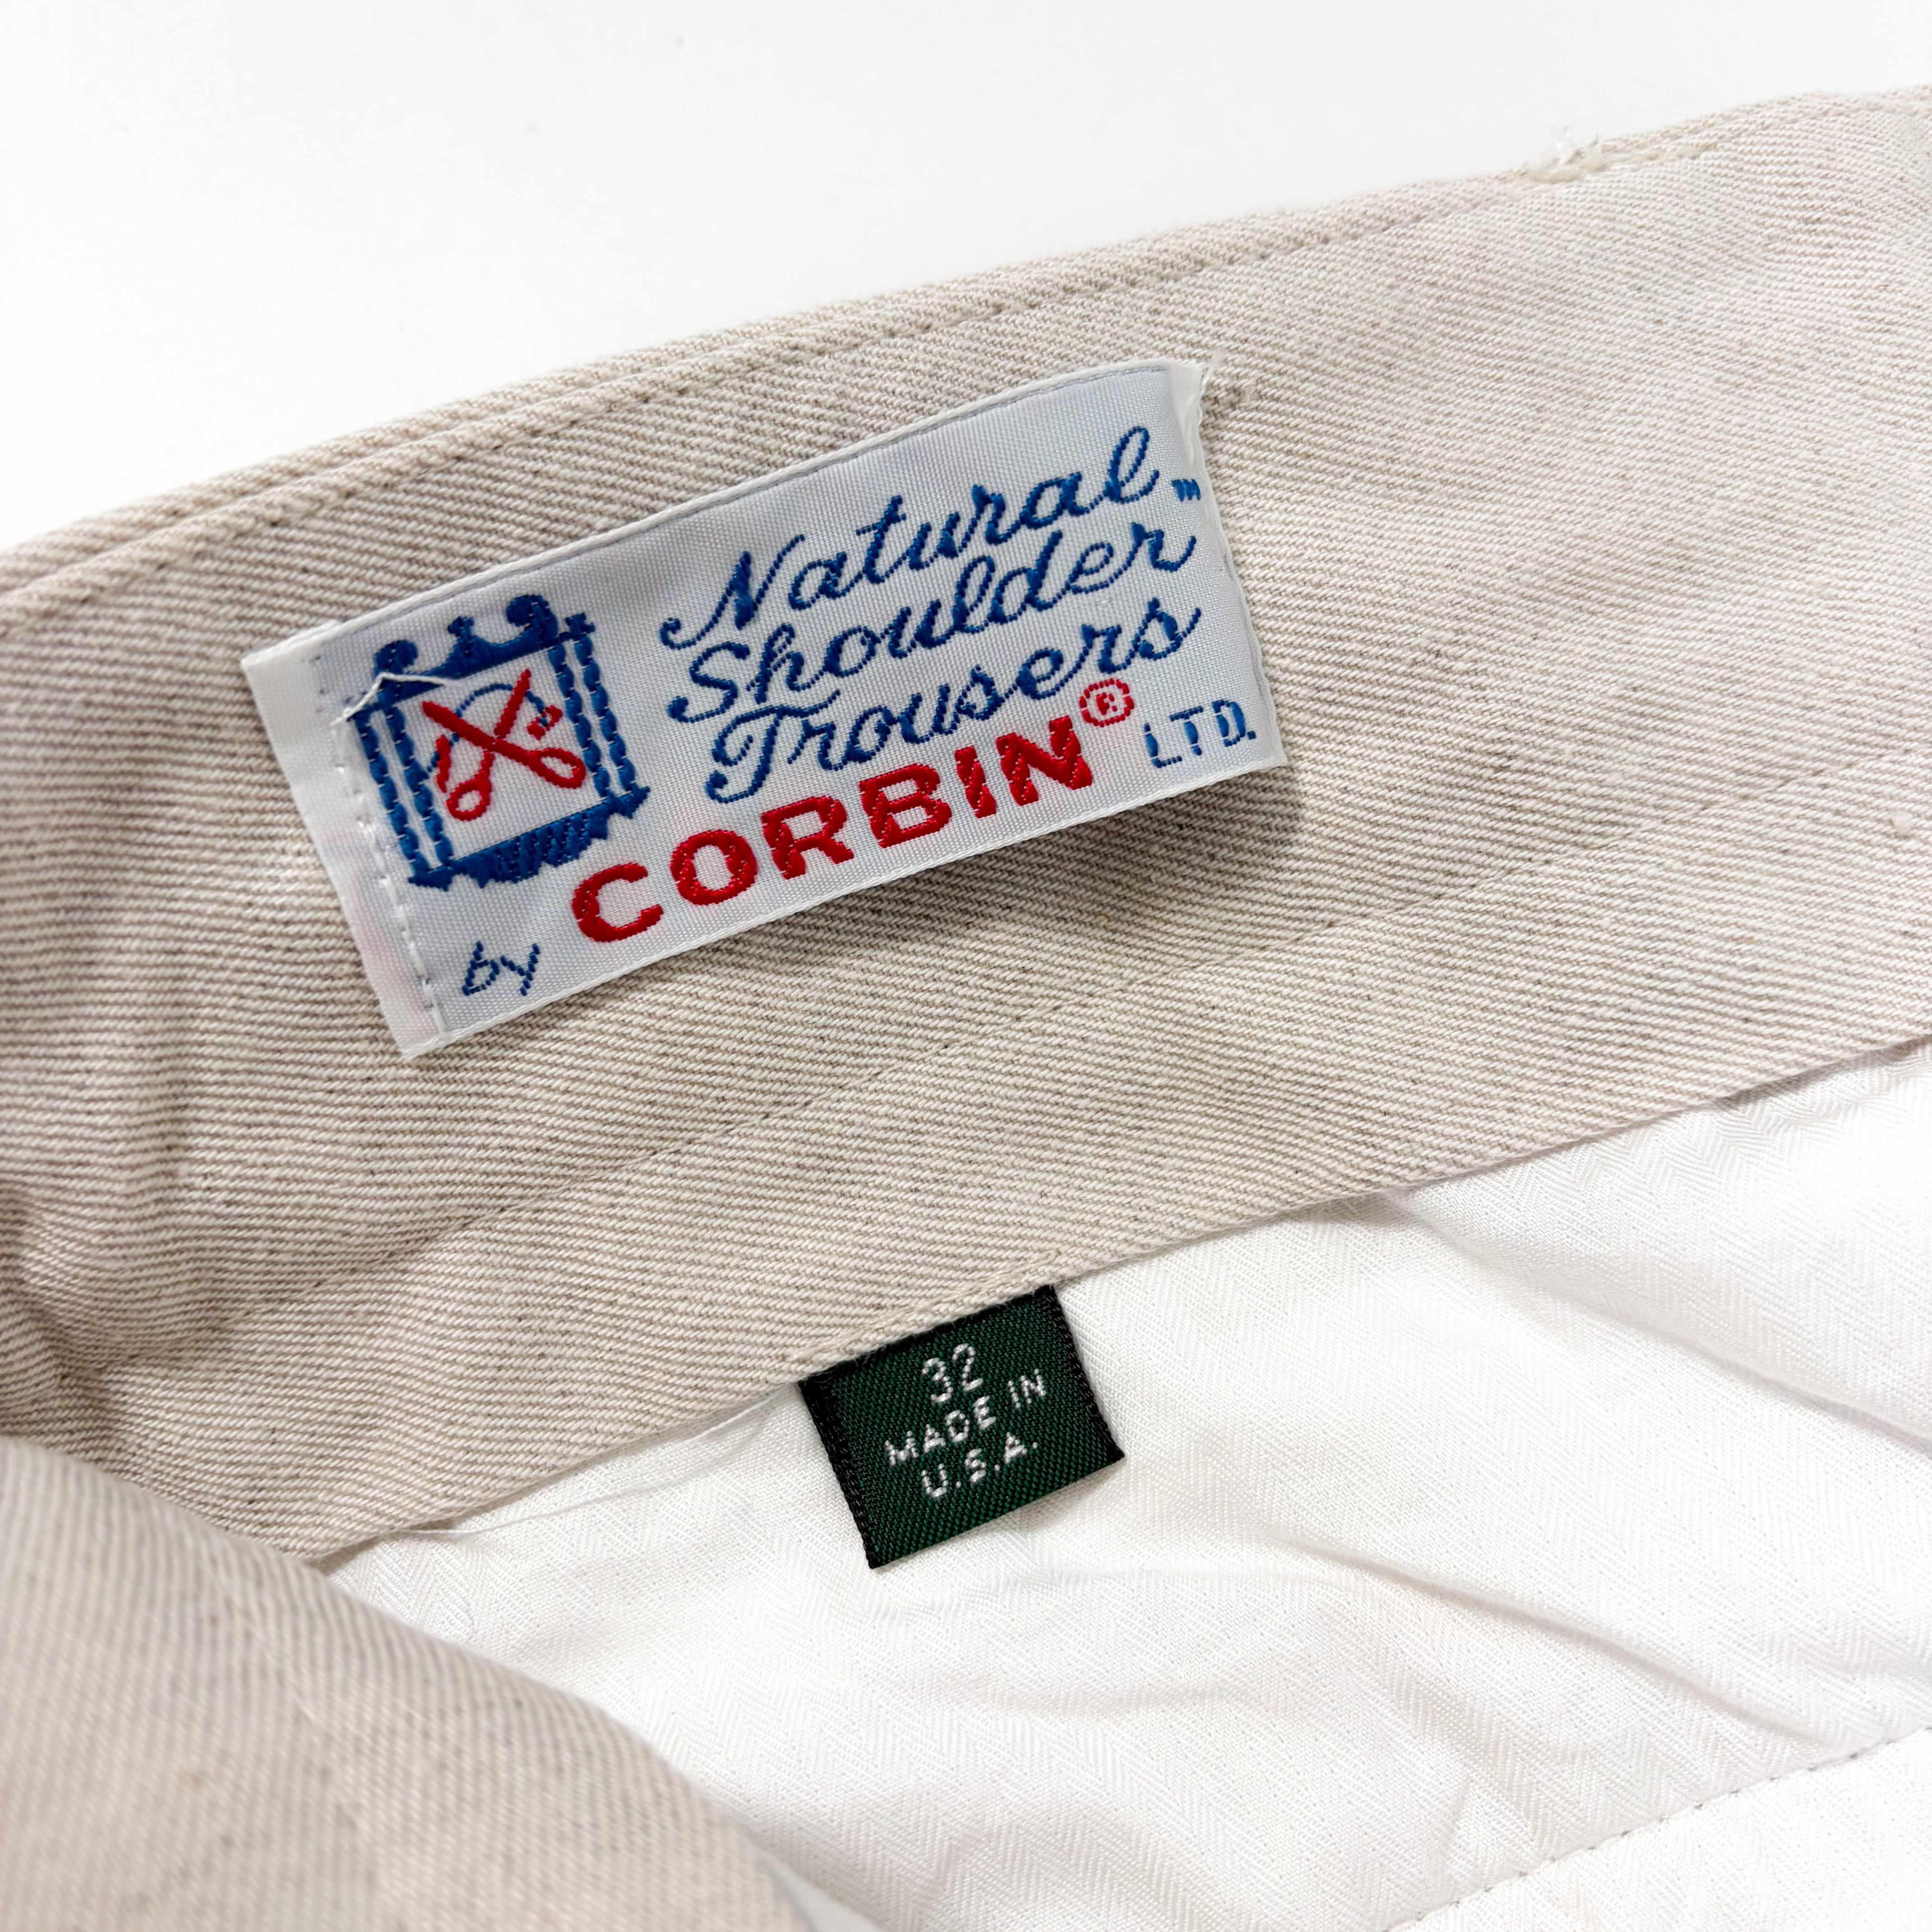 Natural™
Shoulder
Trousers
by CORBIN® LTD.
32
MADE IN
U.S.A.